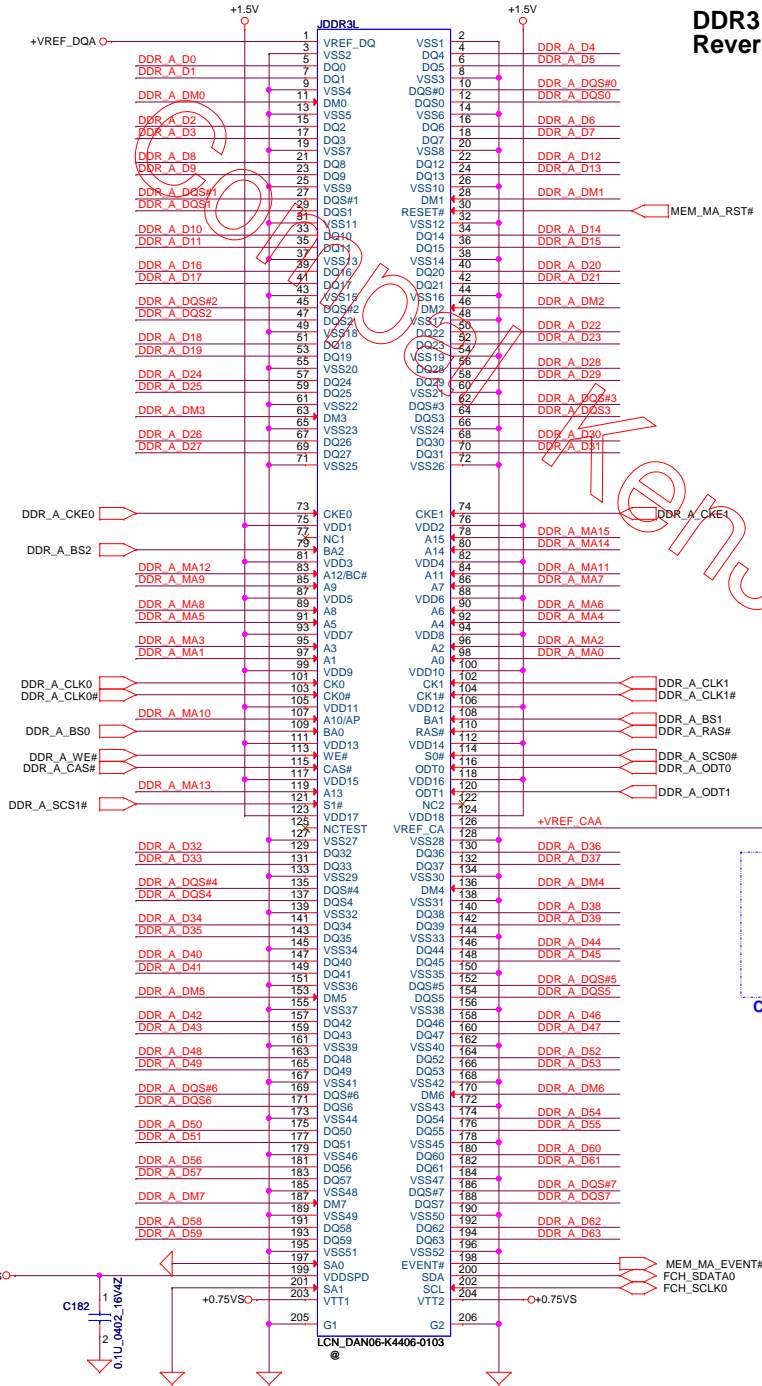 +1.5V
+1.5V
DDR3
Rever
JDDR3L
+VREF_DQA
1 VREF_DQ VSS1 2
3 VSS2 DQ4 4 DDR_A_D4
DDR_A_D0 5 DQ0 DQ5 6 DDR_A_D5
DDR_A_D1 7 DQ1 VSS3 8
9 VSS4 DQS#0 10 DDR_A_DQS#0
DDR_A_DM0 11 DM0 DQS0 12 DDR_A_DQS0
13 VSS5 VSS6 14
DDR_A_D2 15 DQ2 DQ6 16 DDR_A_D6
DDR_A_D3 17 DQ3 DQ7 18 DDR_A_D7
19 VSS7 VSS8 20
DDR_A_D8 21 DQ8 DQ12 22 DDR_A_D12
DDR_A_D9 23 DQ9 DQ13 24 DDR_A_D13
25 VSS9 VSS10 26
DDR_A_DQS#1 27 DQS#1 DM1 28 DDR_A_DM1
DDR_A_DQS1 29 DQS1 RESET# 30 MEM_MA_RST#
31 VSS11 VSS12 32
DDR_A_D10 33 DQ10 DQ14 34 DDR_A_D14
DDR_A_D11 35 DQ11 DQ15 36 DDR_A_D15
37 VSS13 VSS14 38
DDR_A_D16 39 DQ16 DQ20 40 DDR_A_D20
DDR_A_D17 41 DQ17 DQ21 42 DDR_A_D21
43 VSS15 VSS16 44
DDR_A_DQS#2 45 DQS#2 DM2 46 DDR_A_DM2
DDR_A_DQS2 47 DQS2 VSS17 48
49 VSS18 DQ22 50 DDR_A_D22
DDR_A_D18 51 DQ18 DQ23 52 DDR_A_D23
DDR_A_D19 53 DQ19 VSS19 54
55 VSS20 DQ28 56 DDR_A_D28
DDR_A_D24 57 DQ24 DQ29 58 DDR_A_D29
DDR_A_D25 59 DQ25 VSS21 60
61 VSS22 DQS#3 62 DDR_A_DQS#3
DDR_A_DM3 63 DM3 DQS3 64 DDR_A_DQS3
65 VSS23 VSS24 66
DDR_A_D26 67 DQ26 DQ30 68 DDR_A_D30
DDR_A_D27 69 DQ27 DQ31 70 DDR_A_D31
71 VSS25 VSS26 72
DDR_A_CKE0 73 CKE0 CKE1 74 DDR_A_CKE1
75 VDD1 VDD2 76
77 NC1 A15 78 DDR_A_MA15
DDR_A_BS2 79 BA2 A14 80 DDR_A_MA14
81 VDD3 VDD4 82
DDR_A_MA12 83 A12/BC# A11 84 DDR_A_MA11
DDR_A_MA9 85 A9 A7 86 DDR_A_MA7
87 VDD5 VDD6 88
DDR_A_MA8 89 A8 A6 90 DDR_A_MA6
DDR_A_MA5 91 A5 A4 92 DDR_A_MA4
93 VDD7 VDD8 94
DDR_A_MA3 95 A3 A2 96 DDR_A_MA2
DDR_A_MA1 97 A1 A0 98 DDR_A_MA0
99 VDD9 VDD10 100
DDR_A_CLK0 101 CK0 CK1 102 DDR_A_CLK1
DDR_A_CLK0# 103 CK0# CK1# 104 DDR_A_CLK1#
105 VDD11 VDD12 106
DDR_A_MA10 107 A10/AP BA1 108 DDR_A_BS1
DDR_A_BS0 109 BA0 RAS# 110 DDR_A_RAS#
111 VDD13 VDD14 112
DDR_A_WE# 113 WE# S0# 114 DDR_A_SCS0#
DDR_A_CAS# 115 CAS# ODT0 116 DDR_A_ODT0
117 VDD15 VDD16 118
DDR_A_MA13 119 A13 ODT1 120 DDR_A_ODT1
DDR_A_SCS1# 121 S1# NC2 122
123 VDD17 VDD18 124
125 NCTEST VREF_CA 126 +VREF_CAA
127 VSS27 VSS28 128
DDR_A_D32 129 DQ32 DQ36 130 DDR_A_D36
DDR_A_D33 131 DQ33 DQ37 132 DDR_A_D37
133 VSS29 VSS30 134
DDR_A_DQS#4 135 DQS#4 DM4 136 DDR_A_DM4
DDR_A_DQS4 137 DQS4 VSS31 138
139 VSS32 DQ38 140 DDR_A_D38
DDR_A_D34 141 DQ34 DQ39 142 DDR_A_D39
DDR_A_D35 143 DQ35 VSS33 144
145 VSS34 DQ44 146 DDR_A_D44
DDR_A_D40 147 DQ40 DQ45 148 DDR_A_D45
DDR_A_D41 149 DQ41 VSS35 150
151 VSS36 DQS#5 152 DDR_A_DQS#5
DDR_A_DM5 153 DM5 DQS5 154 DDR_A_DQS5
155 VSS37 VSS38 156
DDR_A_D42 157 DQ42 DQ46 158 DDR_A_D46
DDR_A_D43 159 DQ43 DQ47 160 DDR_A_D47
161 VSS39 VSS40 162
DDR_A_D48 163 DQ48 DQ52 164 DDR_A_D52
DDR_A_D49 165 DQ49 DQ53 166 DDR_A_D53
167 VSS41 VSS42 168
DDR_A_DQS#6 169 DQS#6 DM6 170 DDR_A_DM6
DDR_A_DQS6 171 DQS6 VSS43 172
173 VSS44 DQ54 174 DDR_A_D54
DDR_A_D50 175 DQ50 DQ55 176 DDR_A_D55
DDR_A_D51 177 DQ51 VSS45 178
179 VSS46 DQ60 180 DDR_A_D60
DDR_A_D56 181 DQ56 DQ61 182 DDR_A_D61
DDR_A_D57 183 DQ57 VSS47 184
185 VSS48 DQS#7 186 DDR_A_DQS#7
DDR_A_DM7 187 DM7 DQS7 188 DDR_A_DQS7
189 VSS49 VSS50 190
DDR_A_D58 191 DQ58 DQ62 192 DDR_A_D62
DDR_A_D59 193 DQ59 DQ63 194 DDR_A_D63
195 VSS51 VSS52 196
197 SA0 EVENT# 198 MEM_MA_EVENT#
S 199 VDDSPD SDA 200 FCH_SDATA0
201 SA1 SCL 202 FCH_SCLK0
+0.75VS 203 VTT1 VTT2 204 +0.75VS
205 G1 G2 206
C182
1
2
0.1U_0402_16V4Z
LCN_DAN06-K4406-0103
@
C
Compal Ken